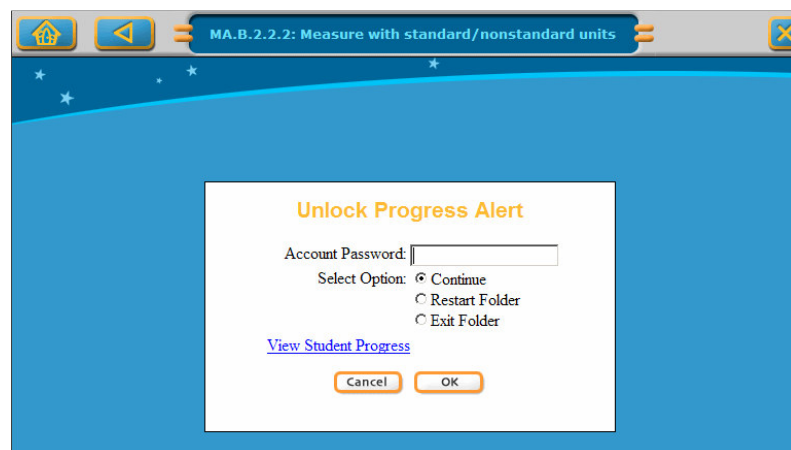 MA.B.2.2.2: Measure with standard/nonstandard units
Unlock Progress Alert
Account Password:
Select Option: Continue
Restart Folder
Exit Folder
View Student Progress
Cancel OK